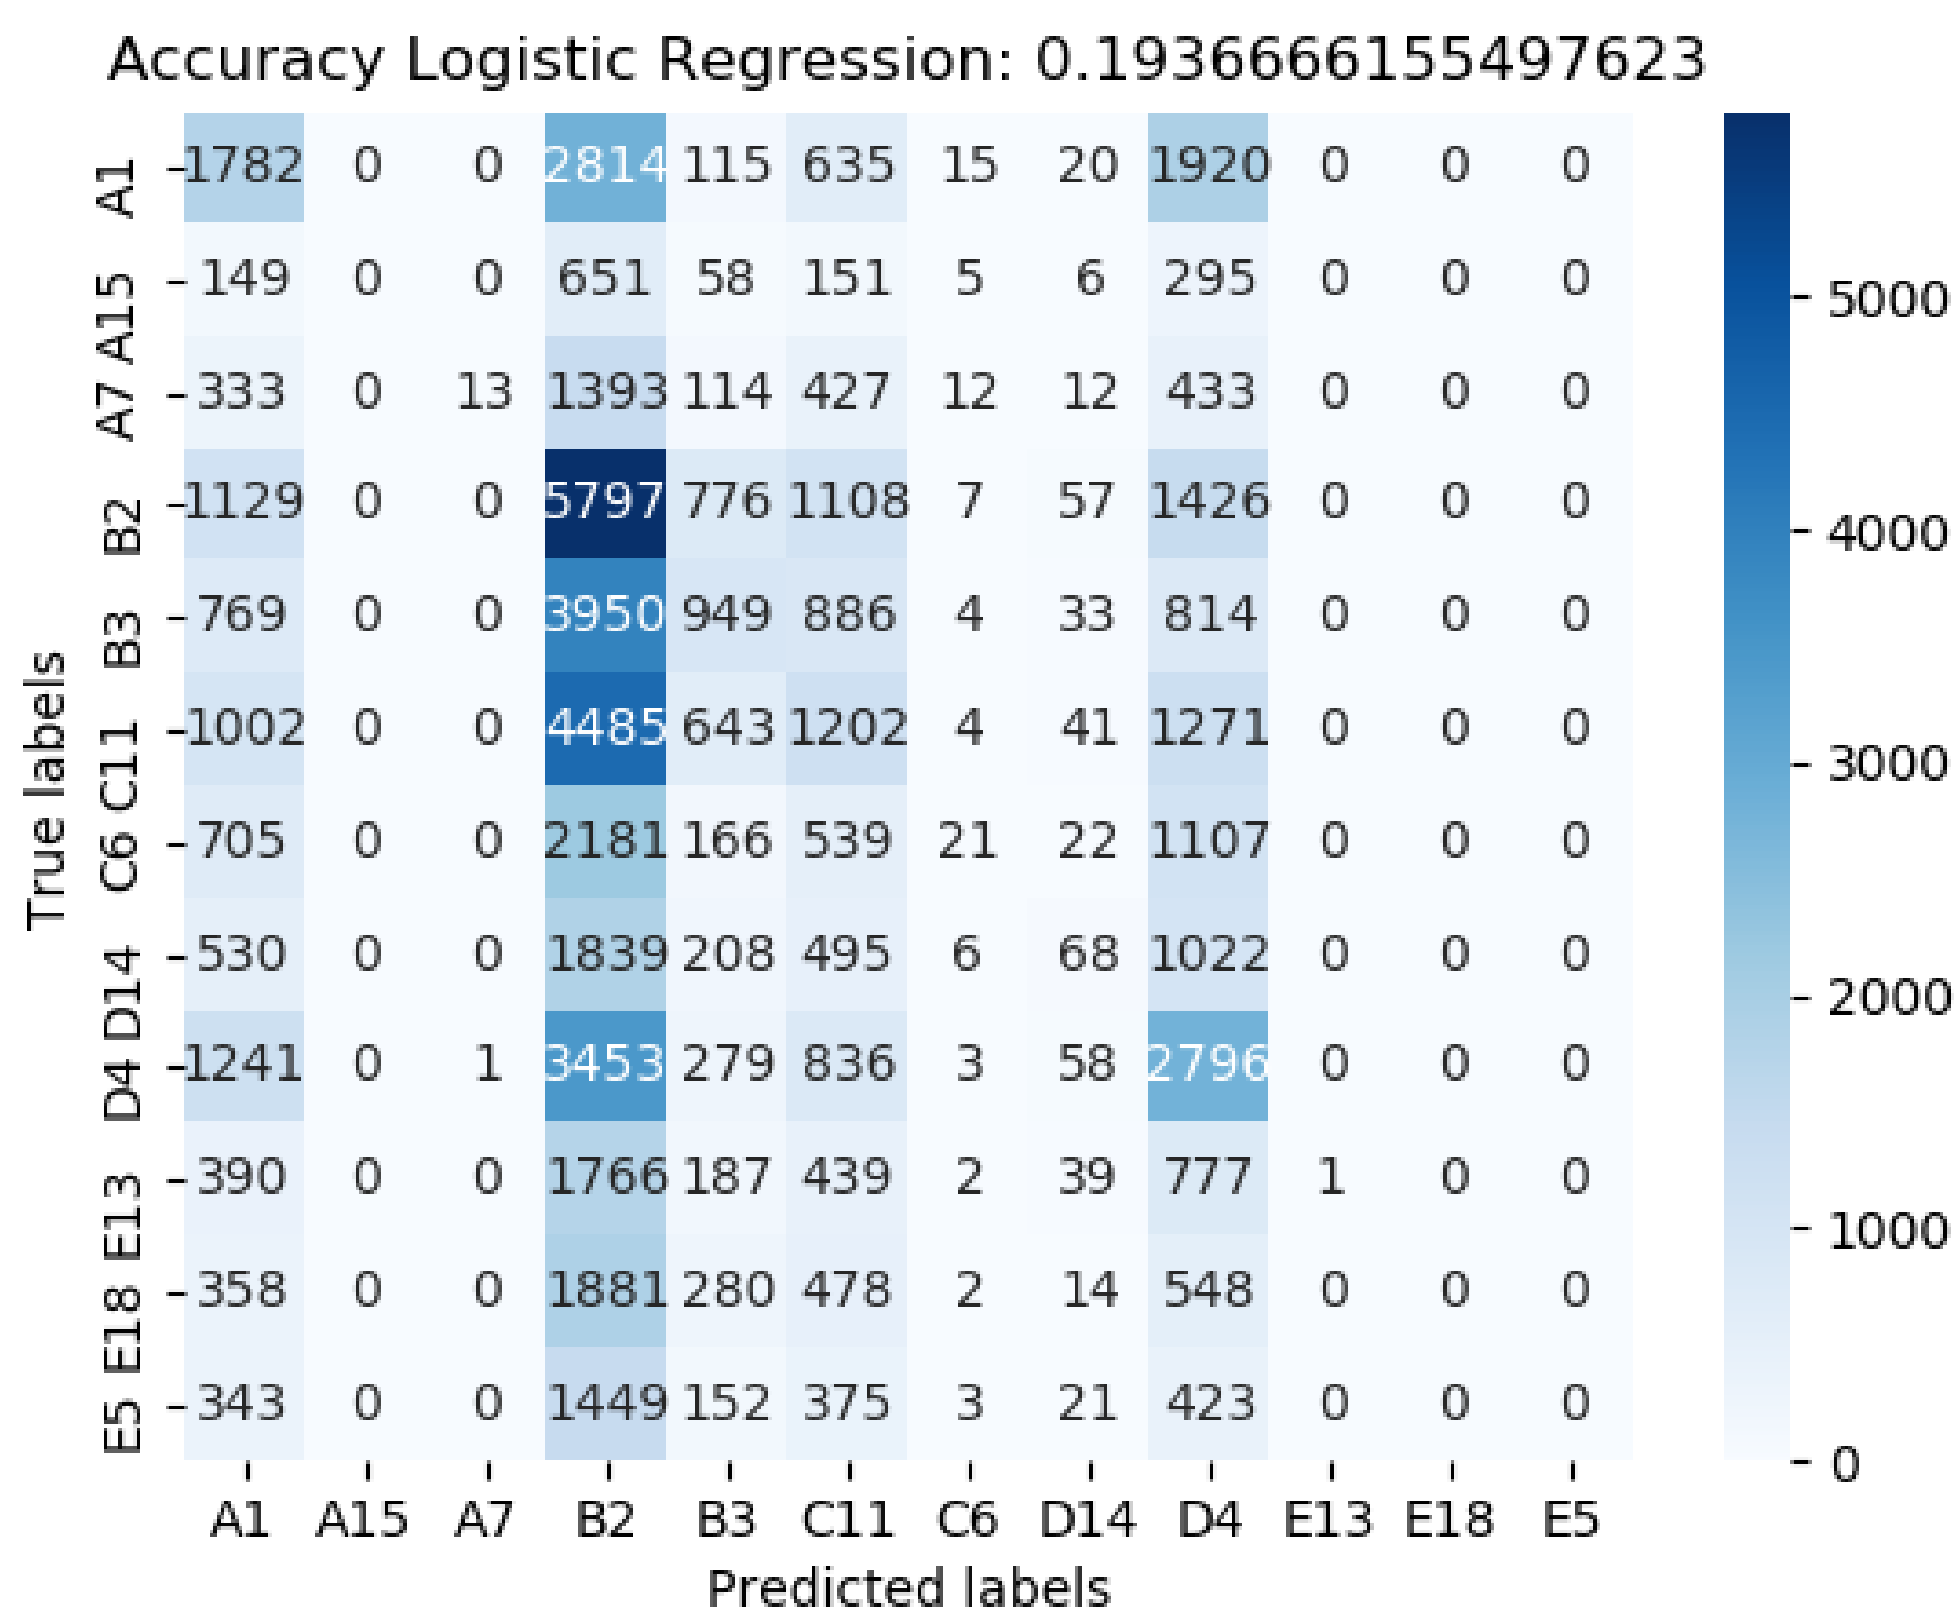 Accuracy Logistic Regression: 0.1936666155497623
A1 1782 0 0 2814 115 635 15 20 1920 0 0 0
A15 149 0 0 651 58 151 5 6 295 0 0 0
A7 333 0 13 1393 114 427 12 12 433 0 0 0
B2 1129 0 0 5797 776 1108 7 57 1426 0 0 0
B3 769 0 0 3950 949 886 4 33 814 0 0 0
C11 1002 0 0 4485 643 1202 4 41 1271 0 0 0
C6 705 0 0 2181 166 539 21 22 1107 0 0 0
D14 530 0 0 1839 208 495 6 68 1022 0 0 0
D4 1241 0 1 3453 279 836 3 58 2796 0 0 0
E13 390 0 0 1766 187 439 2 39 777 1 0 0
E18 358 0 0 1881 280 478 2 14 548 0 0 0
E5 343 0 0 1449 152 375 3 21 423 0 0 0
A1 A15 A7 B2 B3 C11 C6 D14 D4 E13 E18 E5
Predicted labels
True labels
5000
4000
3000
2000
1000
0